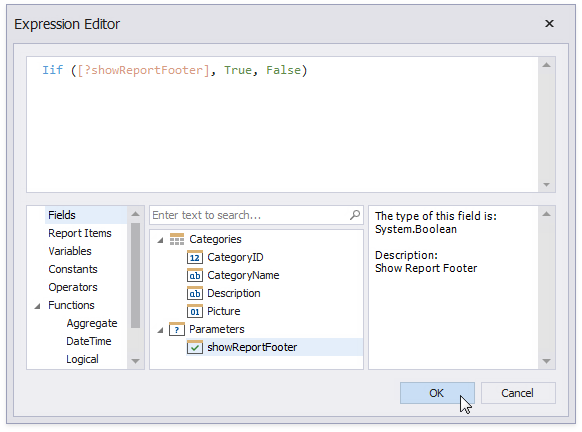 Expression Editor
Iif ([?showReportFooter], True, False)
Fields
Report Items
Variables
Constants
Operators
Functions
Aggregate
DateTime
Logical
Enter text to search...
Categories
12 CategoryID
ab CategoryName
ab Description
01 Picture
? Parameters
showReportFooter
The type of this field is:
System.Boolean
Description:
Show Report Footer
OK
Cancel